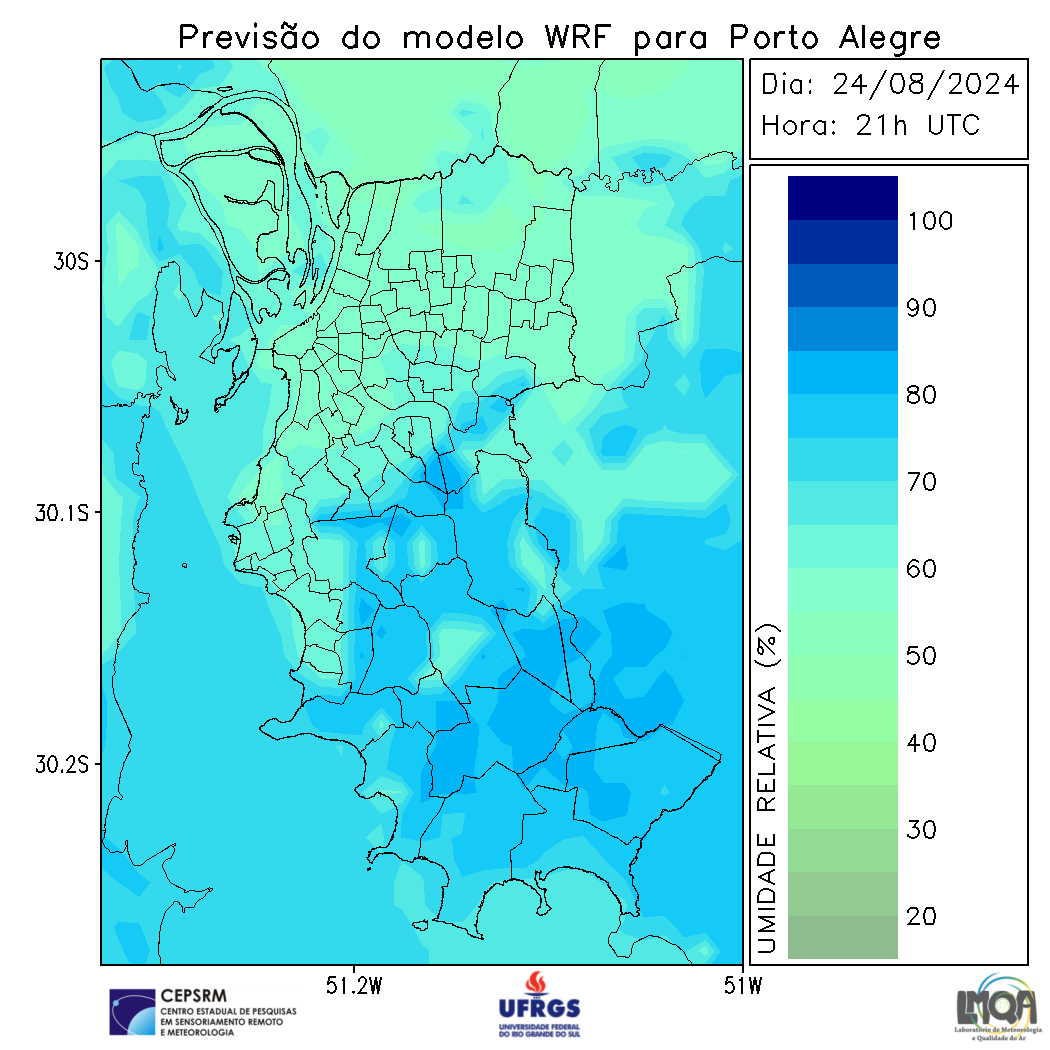 Previsão do modelo WRF para Porto Alegre
Dia: 24/08/2024
Hora: 21h UTC
30S
30.1S
30.2S
51.2W
51W
UMIDADE RELATIVA (%)
100
90
80
70
60
50
40
30
20
CEPSRM
CENTRO ESTADUAL DE PESQUISAS
EM SENSORIAMENTO REMOTO
E METEOROLOGIA
UFRGS
UNIVERSIDADE FEDERAL
DO RIO GRANDE DO SUL
LMQA
Laboratório de Meteorologia
e Qualidade do Ar